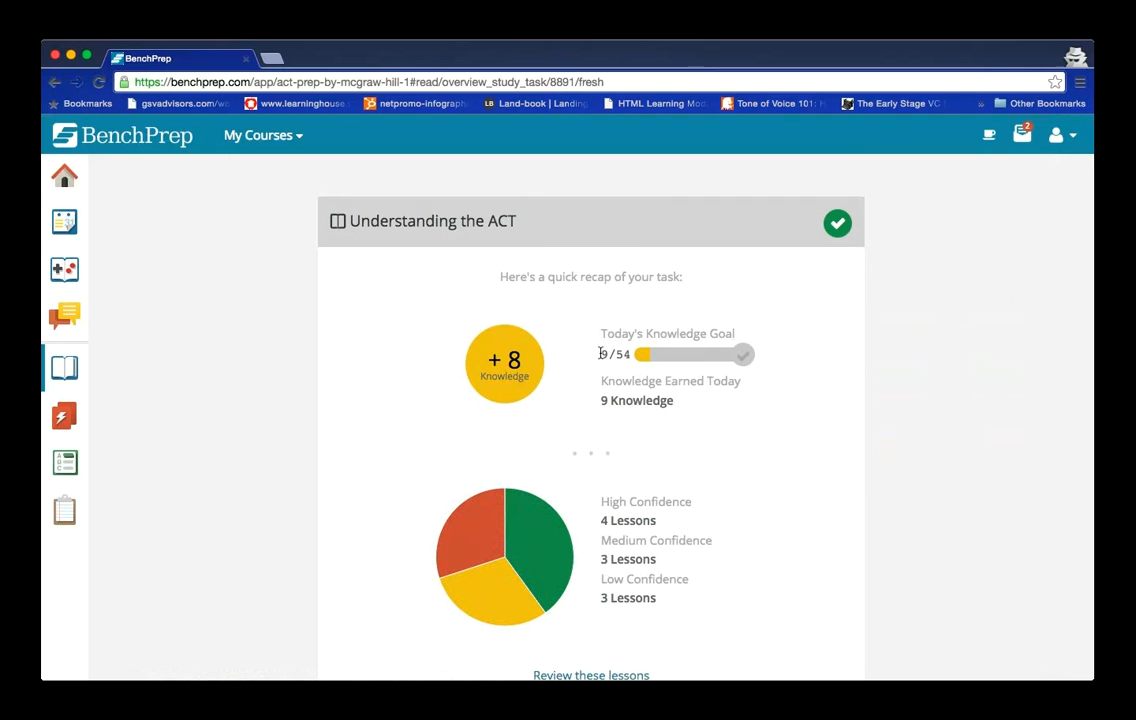 BenchPrep
https://benchprep.com/app/act-prep-by-mcgraw-hill-1#read/overview_study_task/8891/fresh
Bookmarks gsvadvisors.com/w www.learninghouse. netpromo-infograph Land-book | Landing HTML Learning Mo Tone of Voice 101: The Early Stage VC » Other Bookmarks
BenchPrep My Courses 2
Understanding the ACT
Here's a quick recap of your task:
+ 8
Knowledge
Today's Knowledge Goal
9/54
Knowledge Earned Today
9 Knowledge
High Confidence
4 Lessons
Medium Confidence
3 Lessons
Low Confidence
3 Lessons
Review these lessons